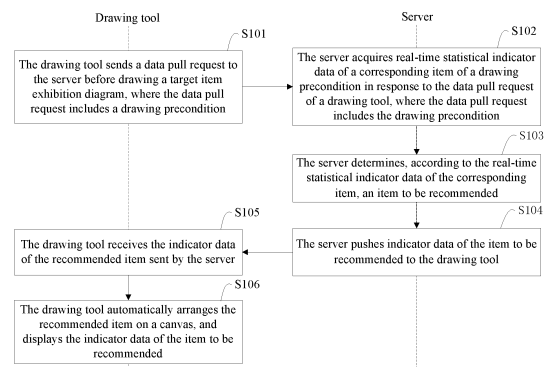 Drawing tool
Server
S101
The drawing tool sends a data pull request to
the server before drawing a target item
exhibition diagram, where the data pull
request includes a drawing precondition
S102
The server acquires real-time statistical indicator
data of a corresponding item of a drawing
precondition in response to the data pull request
of a drawing tool, where the data pull request
includes the drawing precondition
S103
The server determines, according to the real-time
statistical indicator data of the corresponding
item, an item to be recommended
S104
The server pushes indicator data of the item to be
recommended to the drawing tool
S105
The drawing tool receives the indicator data
of the recommended item sent by the server
S106
The drawing tool automatically arranges the
recommended item on a canvas, and
displays the indicator data of the item to be
recommended